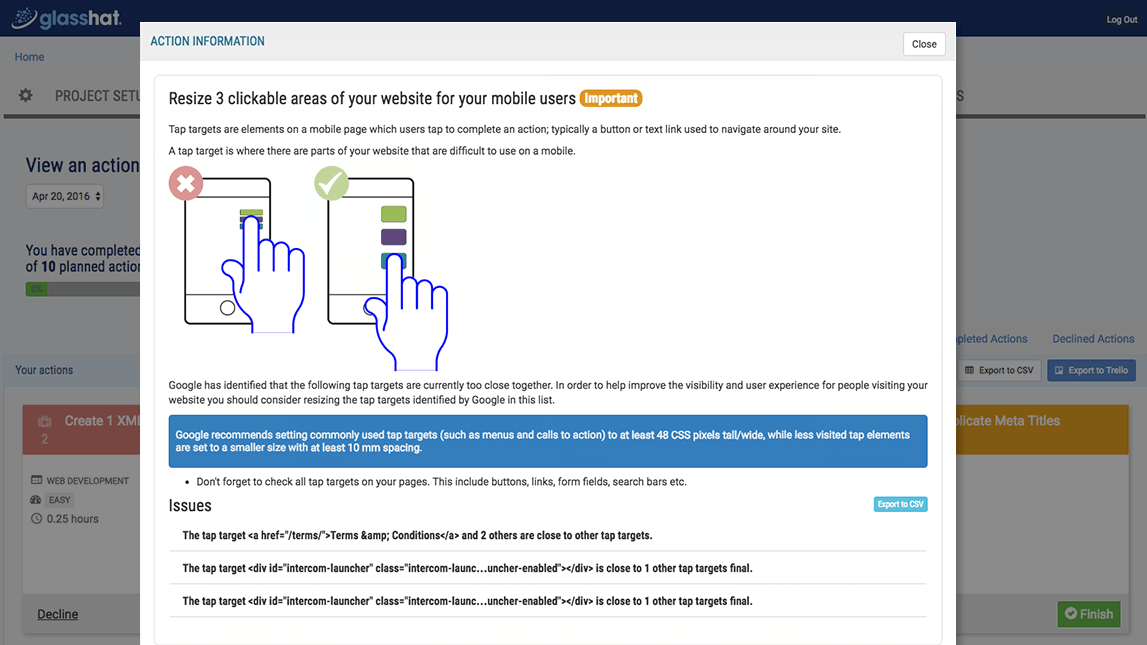 glasshat.
Log Out
ACTION INFORMATION
Close
Home
PROJECT SETU
S
Resize 3 clickable areas of your website for your mobile users Important
Tap targets are elements on a mobile page which users tap to complete an action; typically a button or text link used to navigate around your site.
A tap target is where there are parts of your website that are difficult to use on a mobile.
View an action
Apr 20, 2016
You have completed
of 10 planned action
0%
pleted Actions
Declined Actions
Your actions
Export to CSV
Export to Trello
Google has identified that the following tap targets are currently too close together. In order to help improve the visibility and user experience for people visiting your
website you should consider resizing the tap targets identified by Google in this list.
Create 1 XM
2
plicate Meta Titles
Google recommends setting commonly used tap targets (such as menus and calls to action) to at least 48 CSS pixels tall/wide, while less visited tap elements
are set to a smaller size with at least 10 mm spacing.
WEB DEVELOPMENT
EASY
0.25 hours
Don't forget to check all tap targets on your pages. This include buttons, links, form fields, search bars etc.
Issues
Export to CSV
The tap target <a href="/terms/">Terms &amp; Conditions</a> and 2 others are close to other tap targets.
The tap target <div id="intercom-launcher" class="intercom-launc...uncher-enabled"></div> is close to 1 other tap targets final.
The tap target <div id="intercom-launcher" class="intercom-launc...uncher-enabled"></div> is close to 1 other tap targets final.
Decline
Finish